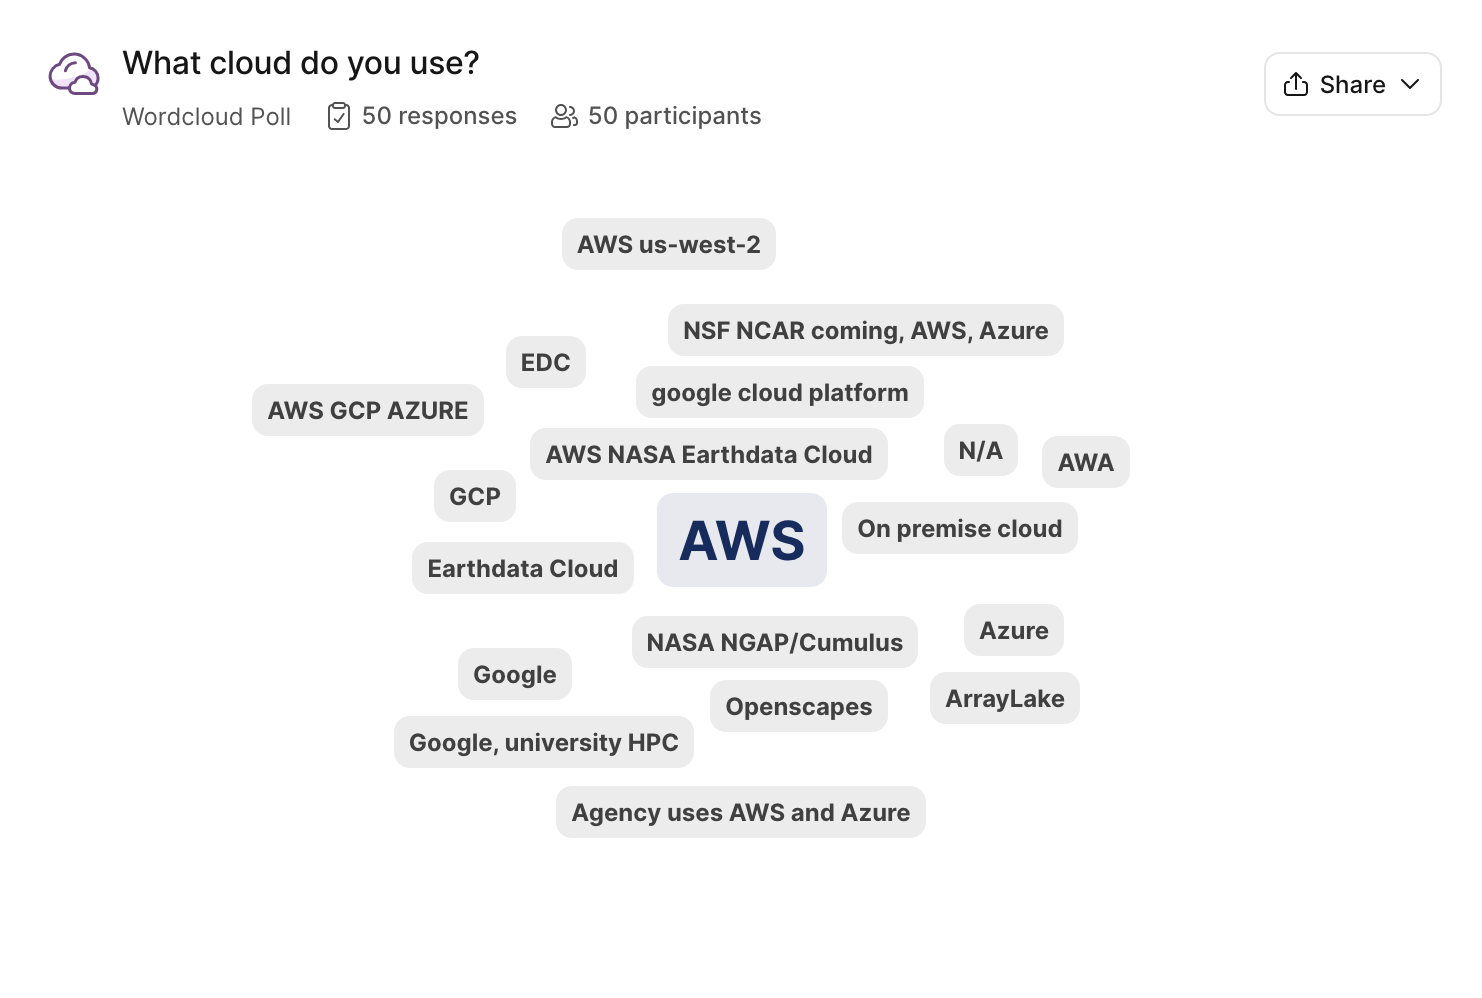 What cloud do you use?
Wordcloud Poll 50 responses 50 participants
Share
AWS us-west-2
NSF NCAR coming, AWS, Azure
EDC
google cloud platform
AWS GCP AZURE
AWS NASA Earthdata Cloud
N/A
AWA
GCP
AWS
On premise cloud
Earthdata Cloud
NASA NGAP/Cumulus
Azure
Google
Openscapes
ArrayLake
Google, university HPC
Agency uses AWS and Azure